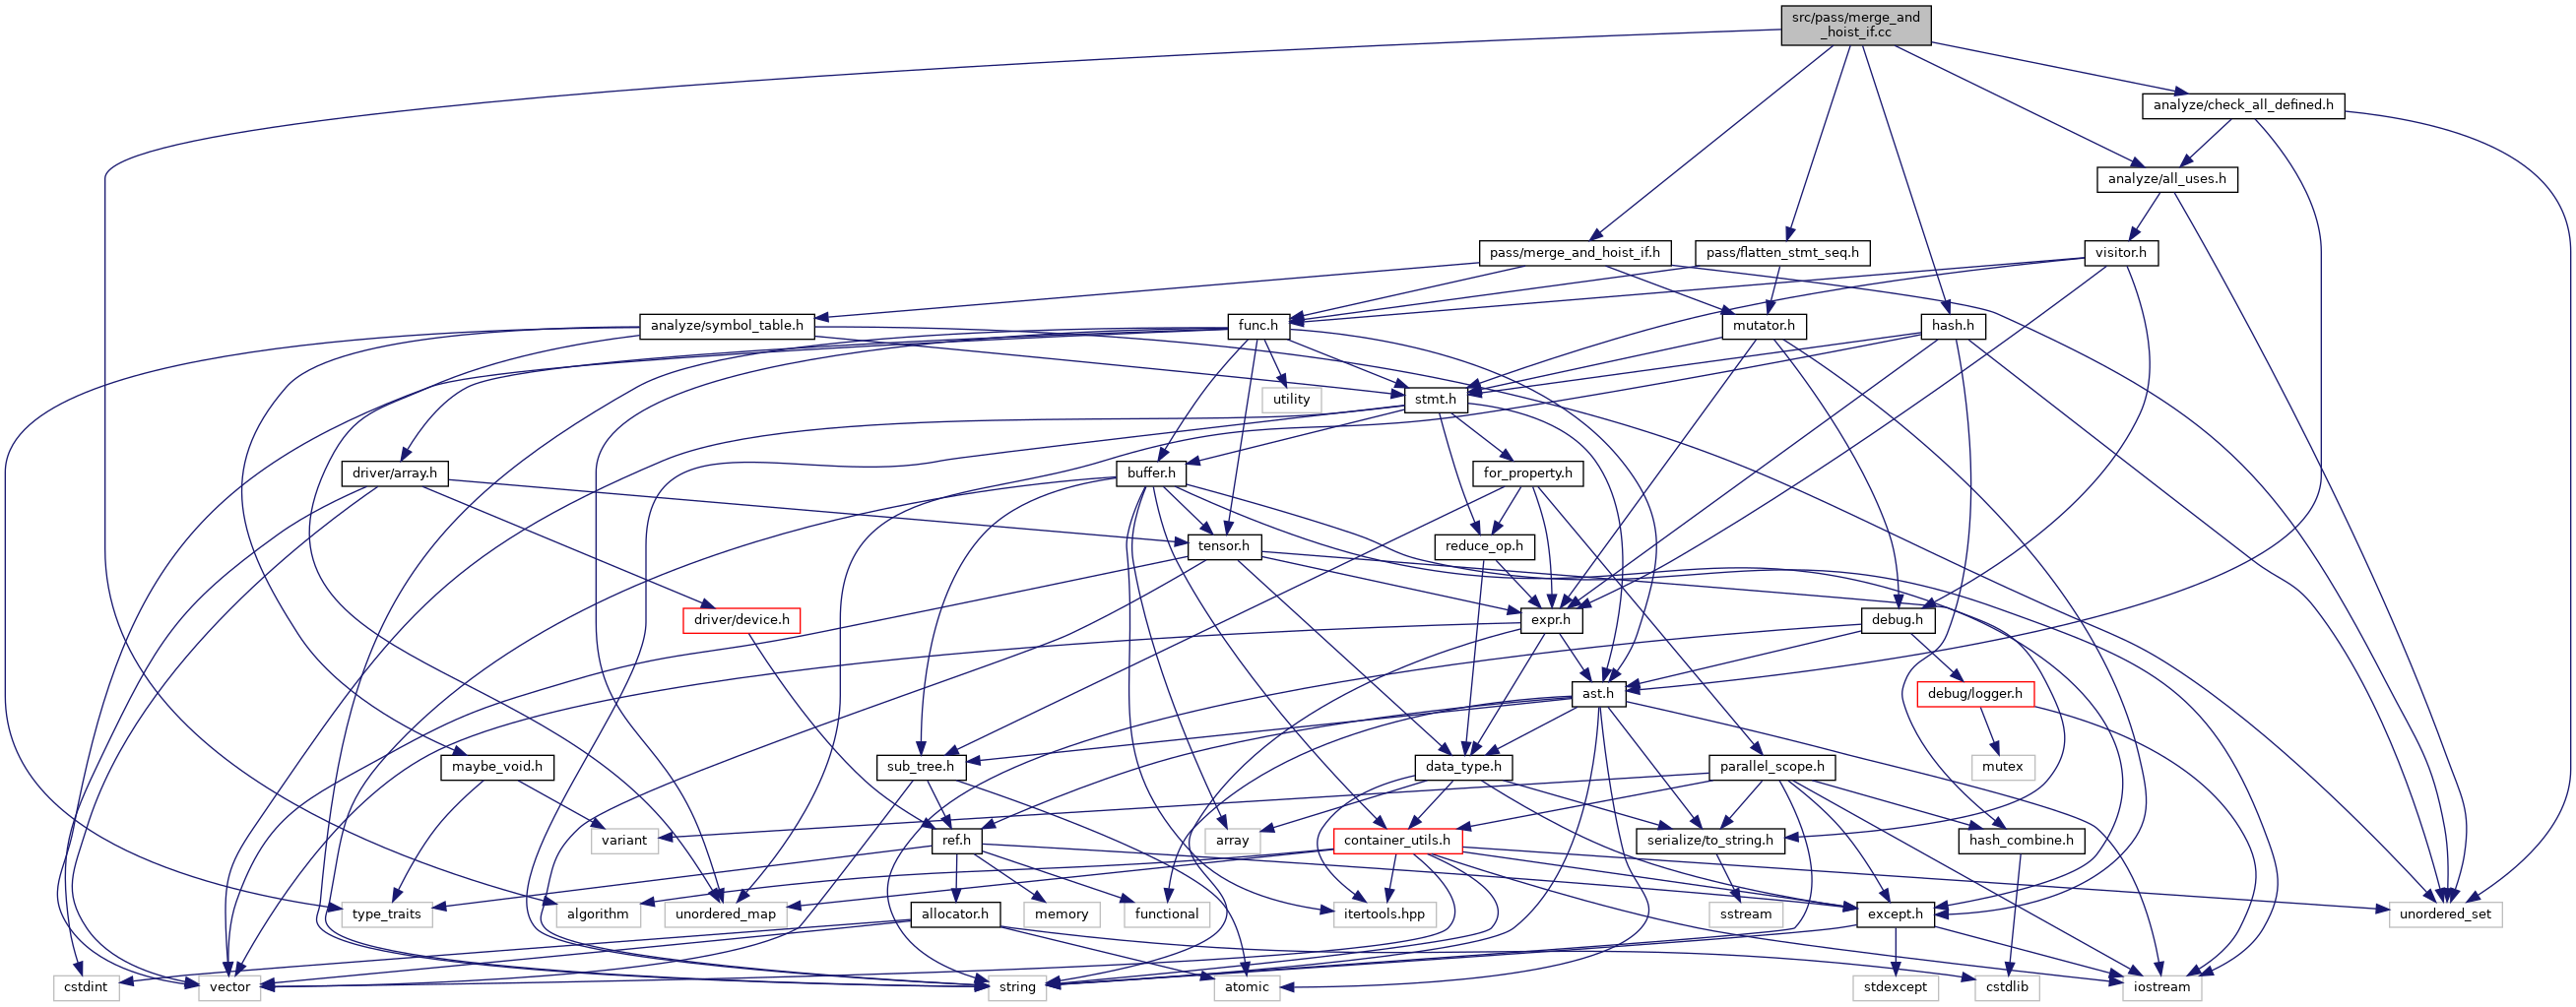 src/pass/merge_and
_hoist_if.cc
analyze/check_all_defined.h
analyze/all_uses.h
pass/merge_and_hoist_if.h
pass/flatten_stmt_seq.h
visitor.h
analyze/symbol_table.h
func.h
mutator.h
hash.h
utility
stmt.h
driver/array.h
buffer.h
for_property.h
tensor.h
reduce_op.h
driver/device.h
expr.h
debug.h
ast.h
debug/logger.h
maybe_void.h
sub_tree.h
data_type.h
parallel_scope.h
mutex
variant
ref.h
array
container_utils.h
serialize/to_string.h
hash_combine.h
type_traits
algorithm
unordered_map
allocator.h
memory
functional
itertools.hpp
sstream
except.h
unordered_set
cstdint
vector
string
atomic
stdexcept
cstdlib
iostream